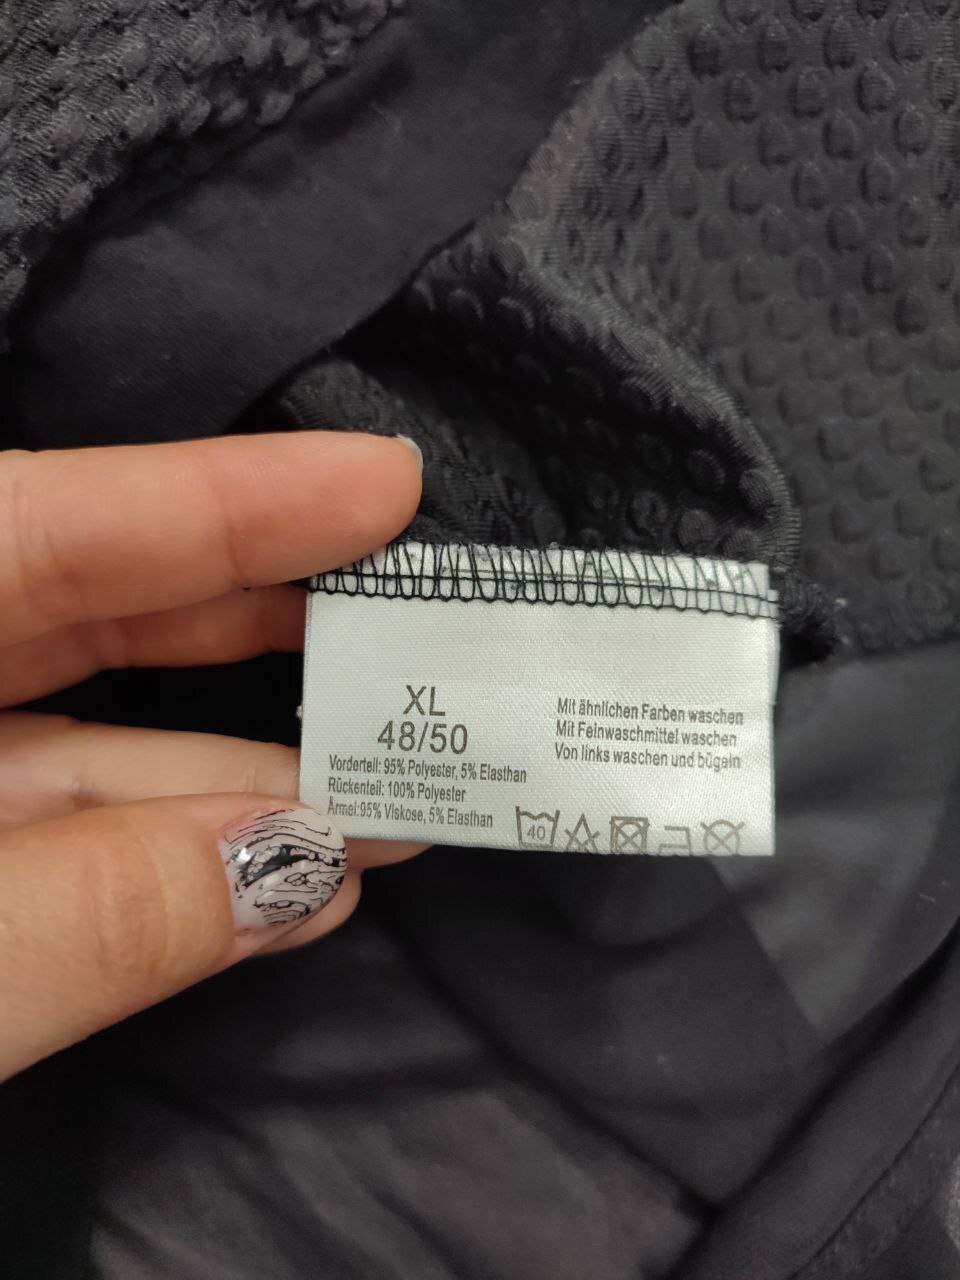 XL
48/50
Vorderteil: 95% Polyester, 5% Elasthan
Rückenteil: 100% Polyester
Ärmel:95% Viskose, 5% Elasthan
Mit ähnlichen Farben waschen
Mit Feinwaschmittel waschen
Von links waschen und bügeln
40